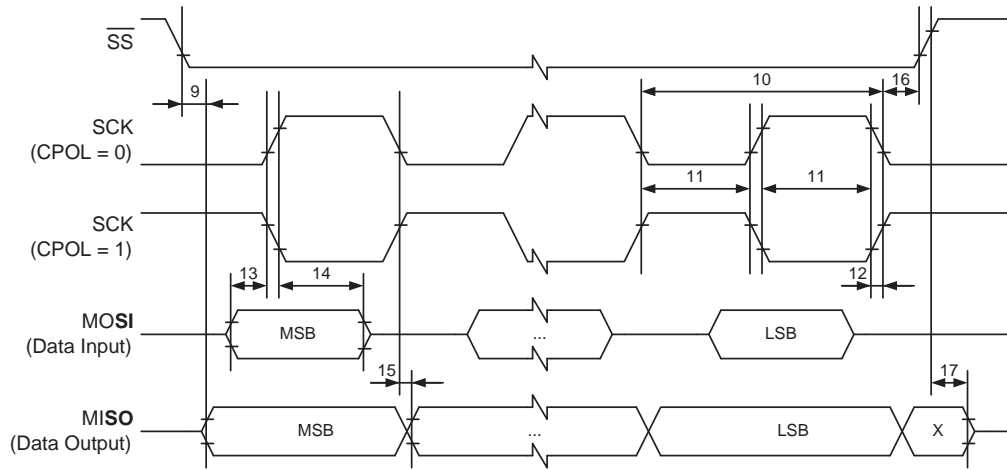 SS
10
9
16
SCK
(CPOL = 0)
11
11
SCK
(CPOL = 1)
12
13
14
MOSI
(Data Input)
MSB
...
LSB
15
17
MISO
(Data Output)
MSB
...
LSB
X